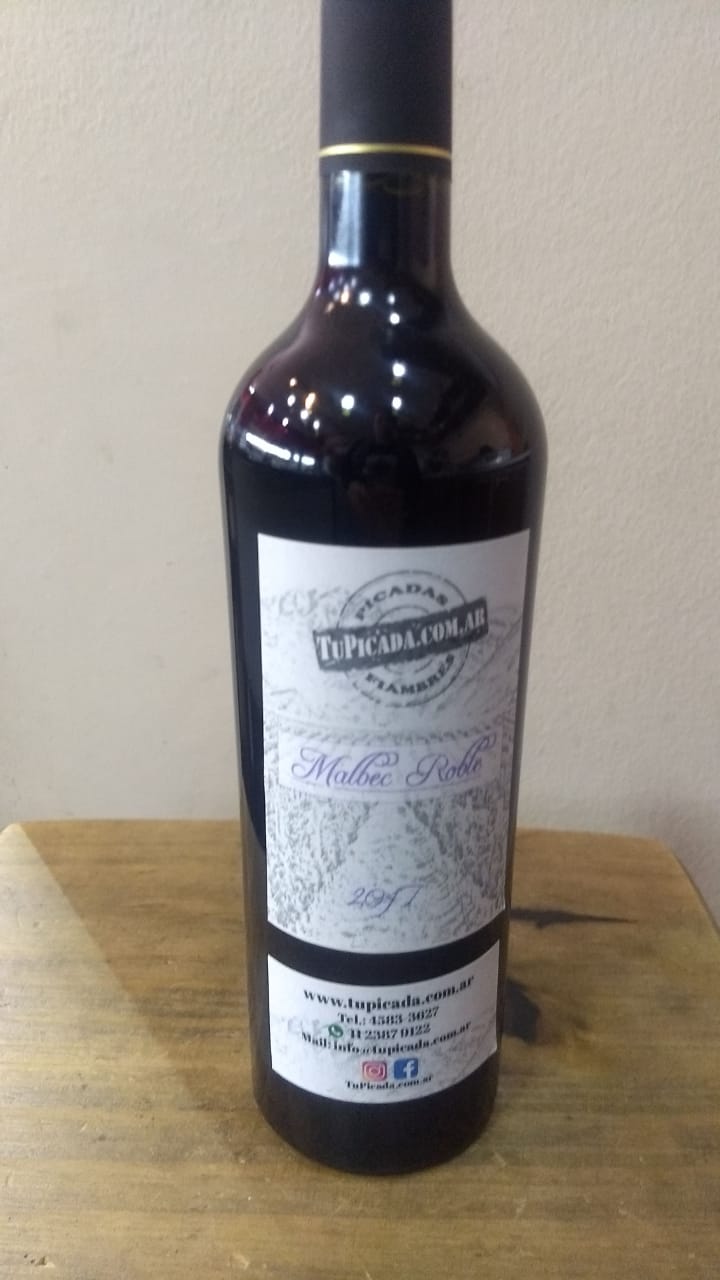 PICADAS
TUPICADA.COM.AR
FIAMBRES
Malbec Roble
2017
www.tupicada.com.ar
Tel.: 4583-3627
11 2387 9122
Mail: info@tupicada.com.ar
TuPicada.com.ar